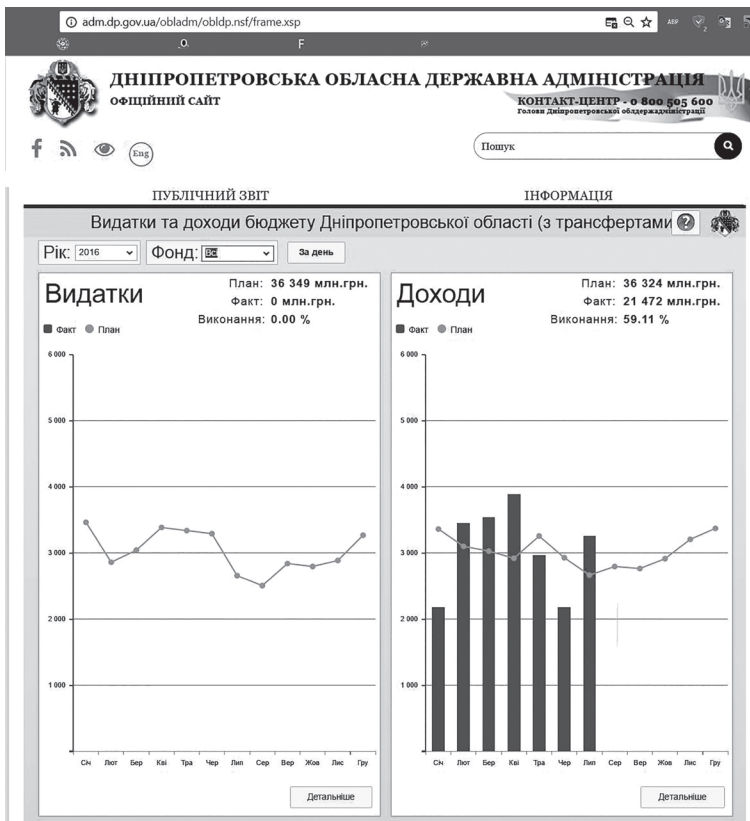 adm.dp.gov.ua/obladm/obldp.nsf/frame.xsp
ABP
2
.O.
F
ДНІПРОПЕТРОВСЬКА ОБЛАСНА ДЕРЖАВНА АДМІНІСТРАЦІЯ
ОФІЦІЙНИЙ САЙТ
КОНТАКТ-ЦЕНТР - 0 800 505 600
Голови Дніпропетровської облдержадміністрації
f
Eng
Пошук
ПУБЛІЧНИЙ ЗВІТ
ІНФОРМАЦІЯ
Видатки та доходи бюджету Дніпропетровської області (з трансфертами
?
Рік: 2016 Фонд: Всі За день
Видатки
План: 36 349 млн.грн.
Факт: 0 млн.грн.
Виконання: 0.00 %
Факт План
6 000
5 000
4 000
3 000
2 000
1 000
Січ Лют Бер Кві Тра Чер Лип Сер Вер Жов Лис Гру
Детальніше
Доходи
План: 36 324 млн.грн.
Факт: 21 472 млн.грн.
Виконання: 59.11 %
Факт План
6 000
5 000
4 000
3 000
2 000
1 000
Січ Лют Бер Кві Тра Чер Лип Сер Вер Жов Лис Гру
Детальніше